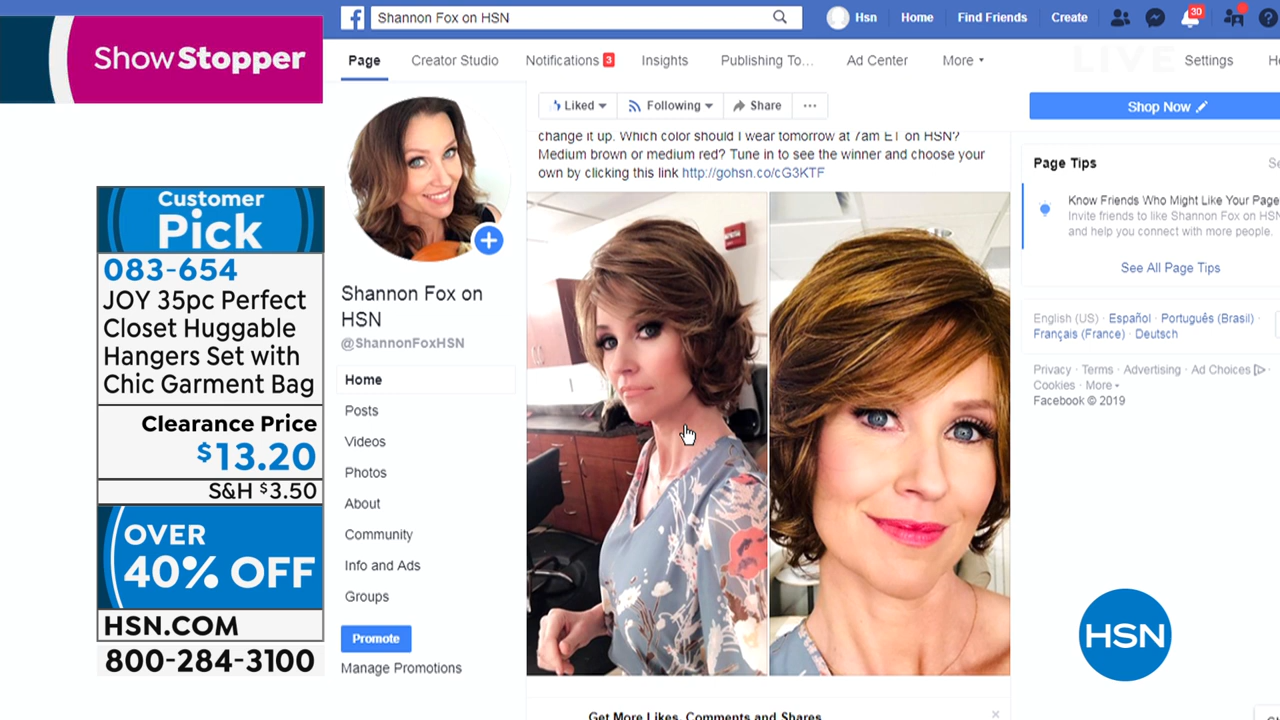 Show Stopper
Customer
Pick
083-654
JOY 35pc Perfect
Closet Huggable
Hangers Set with
Chic Garment Bag
Clearance Price
$13.20
S&H $3.50
OVER
40% OFF
HSN.COM
800-284-3100
f Shannon Fox on HSN
Hsn Home Find Friends Create 30 ?
Page Creator Studio Notifications 3 Insights Publishing To... Ad Center More Settings He
LIVE
Liked Following Share ...
Shop Now
change it up. Which color should I wear tomorrow at 7am ET on HSN?
Medium brown or medium red? Tune in to see the winner and choose your
own by clicking this link http://gohsn.co/cG3KTF
Shannon Fox on
HSN
@ShannonFoxHSN
Home
Posts
Videos
Photos
About
Community
Info and Ads
Groups
Promote
Manage Promotions
Page Tips Se
Know Friends Who Might Like Your Page
Invite friends to like Shannon Fox on HSN
and help you connect with more people.
See All Page Tips
English (US) · Español · Português (Brasil) ·
Français (France) · Deutsch
Privacy · Terms · Advertising · Ad Choices ·
Cookies · More
Facebook © 2019
HSN
Get More Likes, Comments and Shares